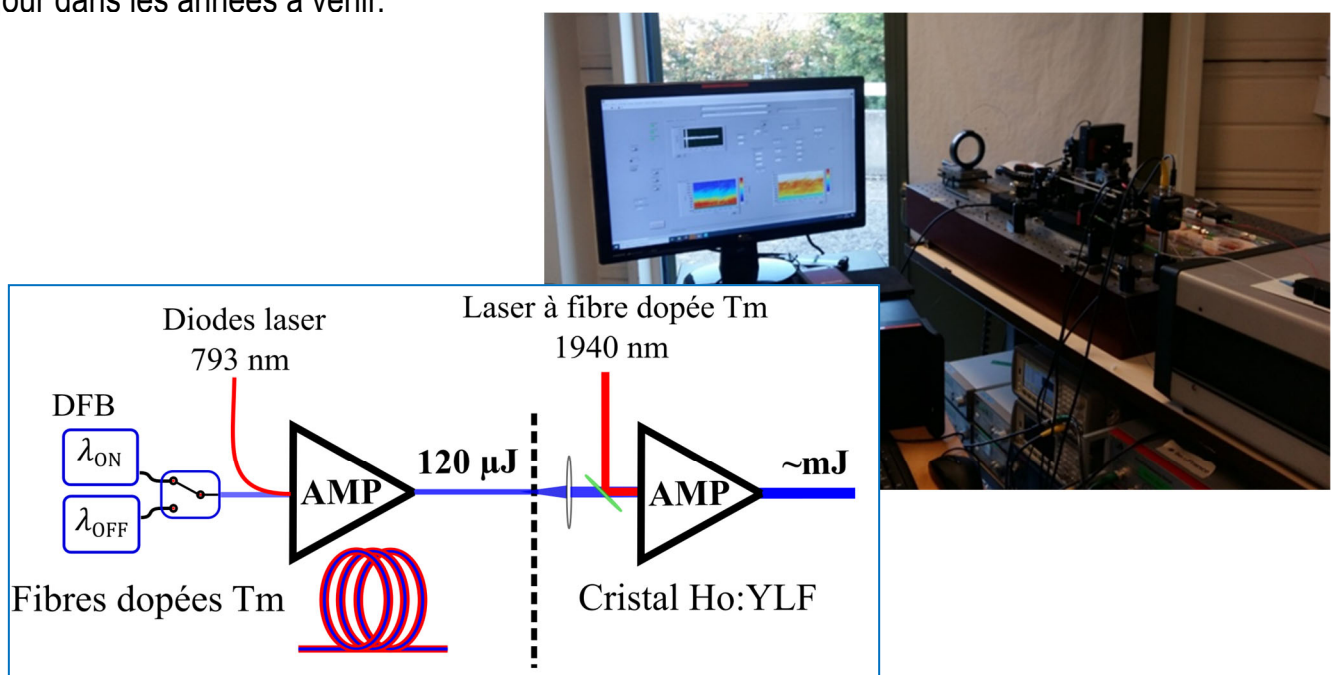 our dans les années à venir.
Diodes laser
793 nm
Laser à fibre dopée Tm
1940 nm
DFB
λON
λOFF
AMP
120 µJ
AMP
~mJ
Fibres dopées Tm
Cristal Ho:YLF